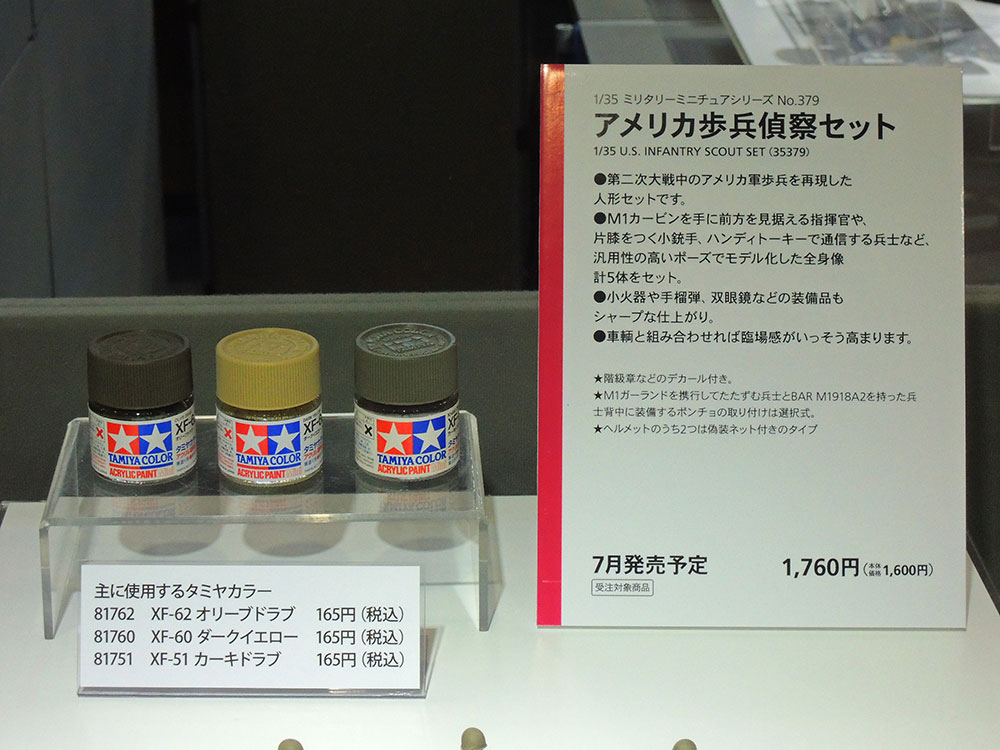 1/35 ミリタリーミニチュアシリーズ No.379
アメリカ歩兵偵察セット
1/35 U.S. INFANTRY SCOUT SET (35379)
●第二次大戦中のアメリカ軍歩兵を再現した
人形セットです。
●M1カービンを手に前方を見据える指揮官や、
片膝をつく小銃手、ハンディトーキーで通信する兵士など、
汎用性の高いポーズでモデル化した全身像
計5体をセット。
●小火器や手榴弾、双眼鏡などの装備品も
シャープな仕上がり。
●車輌と組み合わせれば臨場感がいっそう高まります。
★階級章などのデカール付き。
★M1ガーランドを携行してたたずむ兵士とBAR M1918A2を持った兵
士背中に装備するポンチョの取り付けは選択式。
★ヘルメットのうち2つは偽装ネット付きのタイプ
7月発売予定 1,760円(本体価格1,600円)
受注対象商品
TAMIYA COLOR
ACRYLIC PAINT
XF-6
TAMIYA COLOR
ACRYLIC PAINT
XF-6
TAMIYA COLOR
ACRYLIC PAINT
主に使用するタミヤカラー
81762 XF-62 オリーブドラブ 165円(税込)
81760 XF-60 ダークイエロー 165円(税込)
81751 XF-51 カーキドラブ 165円(税込)